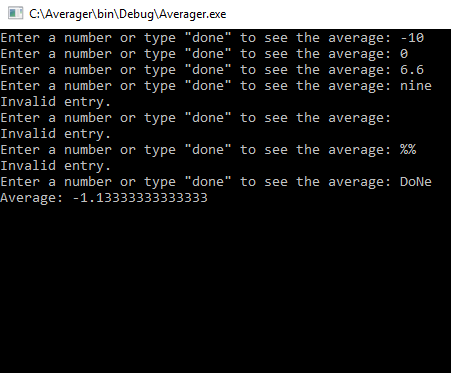 C:\Averager\bin\Debug\Averager.exe
Enter a number or type "done" to see the average: -10
Enter a number or type "done" to see the average: 0
Enter a number or type "done" to see the average: 6.6
Enter a number or type "done" to see the average: nine
Invalid entry.
Enter a number or type "done" to see the average:
Invalid entry.
Enter a number or type "done" to see the average: %%
Invalid entry.
Enter a number or type "done" to see the average: DoNe
Average: -1.13333333333333